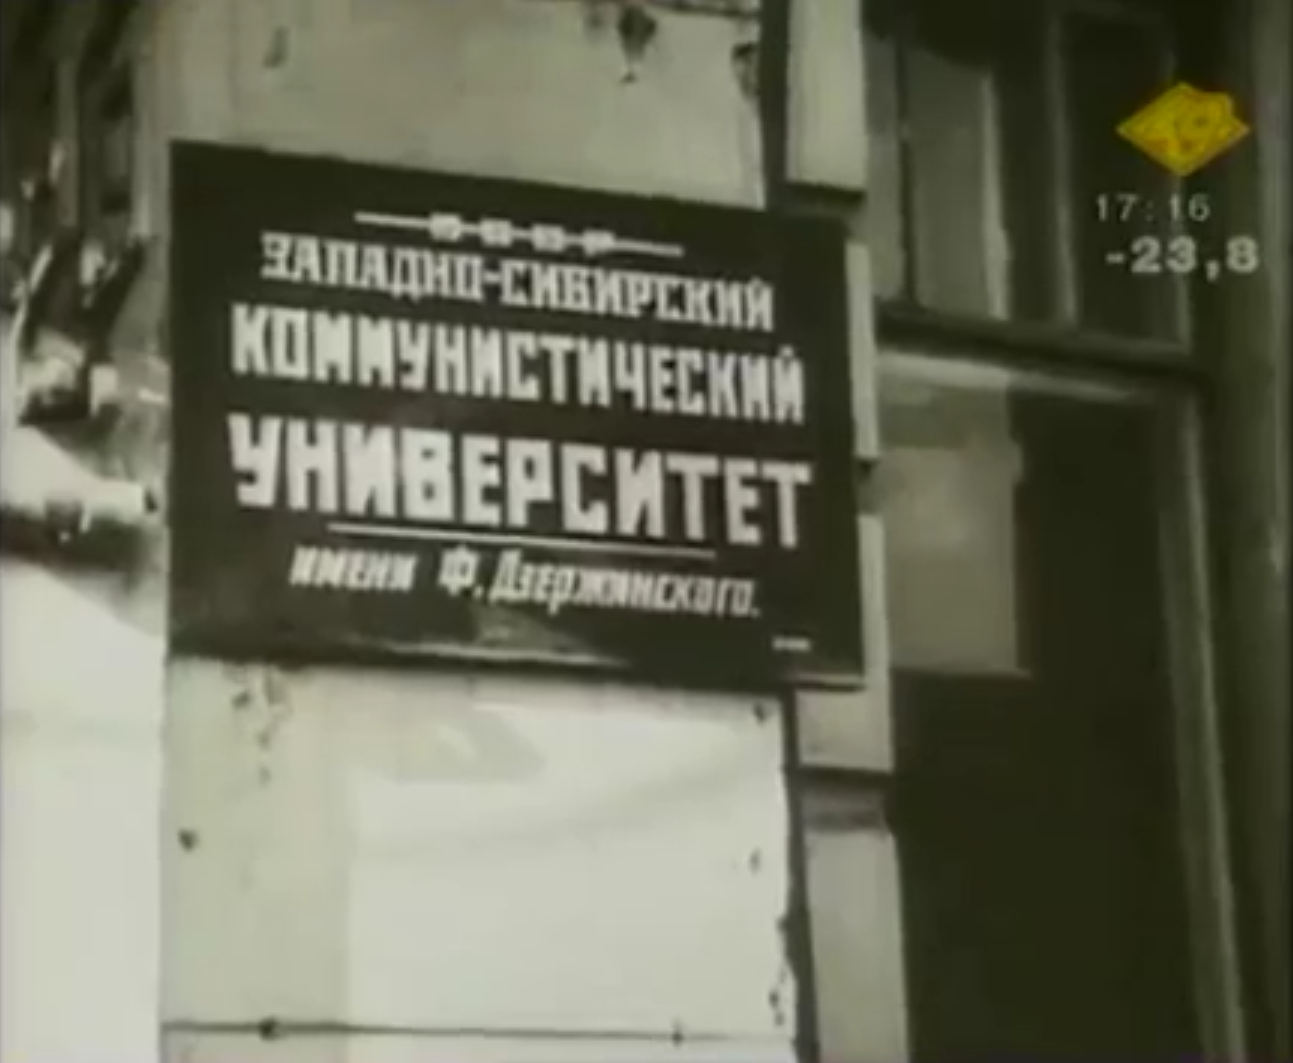 ЗАПАДНО-СИБИРСКИЙ
КОММУНИСТИЧЕСКИЙ
УНИВЕРСИТЕТ
имени Ф. Дзержинского.
17:16
-23,8